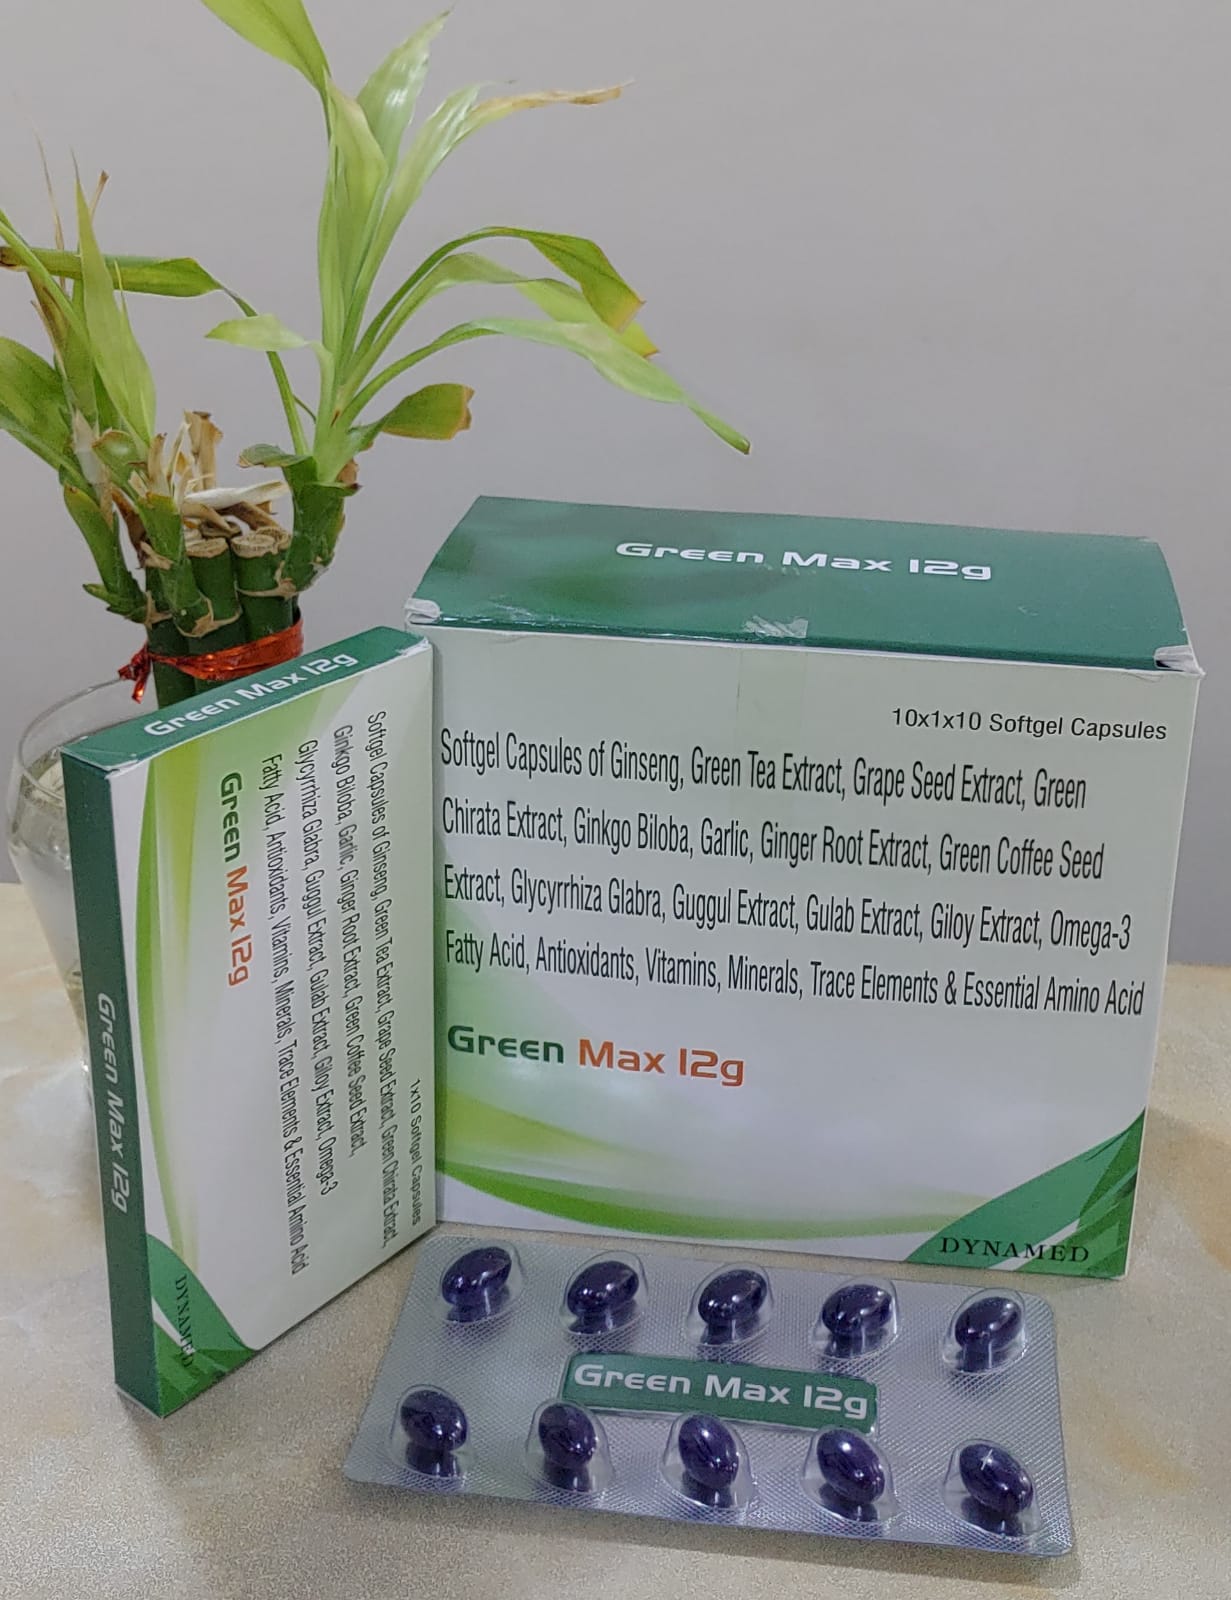 Green Max 12g
10x1x10 Softgel Capsules
Softgel Capsules of Ginseng, Green Tea Extract, Grape Seed Extract, Green
Chirata Extract, Ginkgo Biloba, Garlic, Ginger Root Extract, Green Coffee Seed
Extract, Glycyrrhiza Glabra, Guggul Extract, Gulab Extract, Giloy Extract, Omega-3
Fatty Acid, Antioxidants, Vitamins, Minerals, Trace Elements & Essential Amino Acid
Green Max 12g
DYNAMED
Green Max 12g
1x10 Softgel Capsules
Softgel Capsules of Ginseng, Green Tea Extract, Grape Seed Extract, Green Chirata Extract,
Ginkgo Biloba, Garlic, Ginger Root Extract, Green Coffee Seed Extract,
Glycyrrhiza Glabra, Guggul Extract, Gulab Extract, Giloy Extract, Omega-3
Fatty Acid, Antioxidants, Vitamins, Minerals, Trace Elements & Essential Amino Acid
Green Max 12g
DYNAMED
Green Max 12g
Green Max 12g